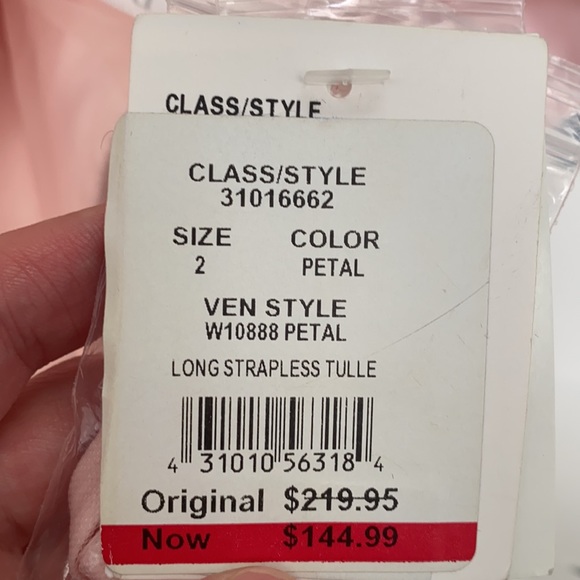 CLASS/STYLE
CLASS/STYLE
31016662
SIZE COLOR
2 PETAL
VEN STYLE
W10888 PETAL
LONG STRAPLESS TULLE
4 31010 56318 4
Original $219.95
Now $144.99